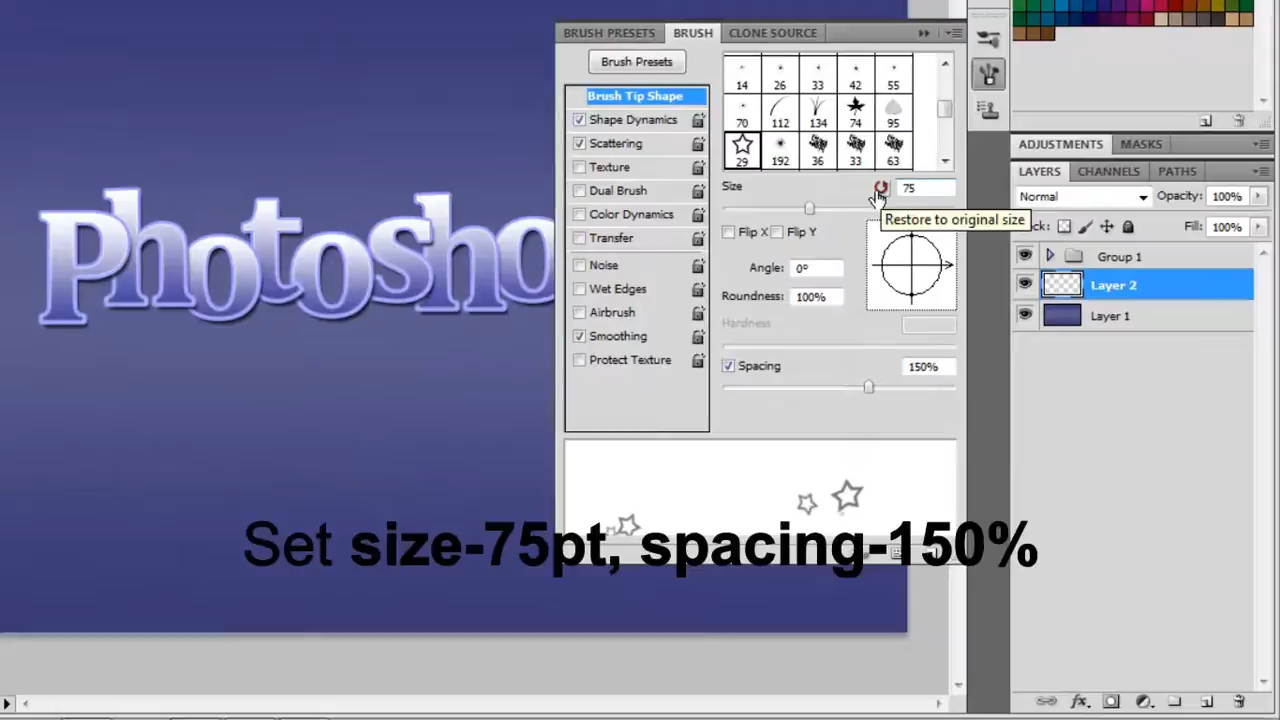 BRUSH PRESETS BRUSH CLONE SOURCE
Brush Presets
Brush Tip Shape
Shape Dynamics
Scattering
Texture
Dual Brush
Color Dynamics
Transfer
Noise
Wet Edges
Airbrush
Smoothing
Protect Texture
14 26 33 42 55
70 112 134 74 95
29 192 36 33 63
Size 75
Restore to original size
Flip X Flip Y
Angle: 0°
Roundness: 100%
Hardness
Spacing 150%
ADJUSTMENTS MASKS
LAYERS CHANNELS PATHS
Normal Opacity: 100%
Fill: 100%
Group 1
Layer 2
Layer 1
Photosho
Set size-75pt, spacing-150%